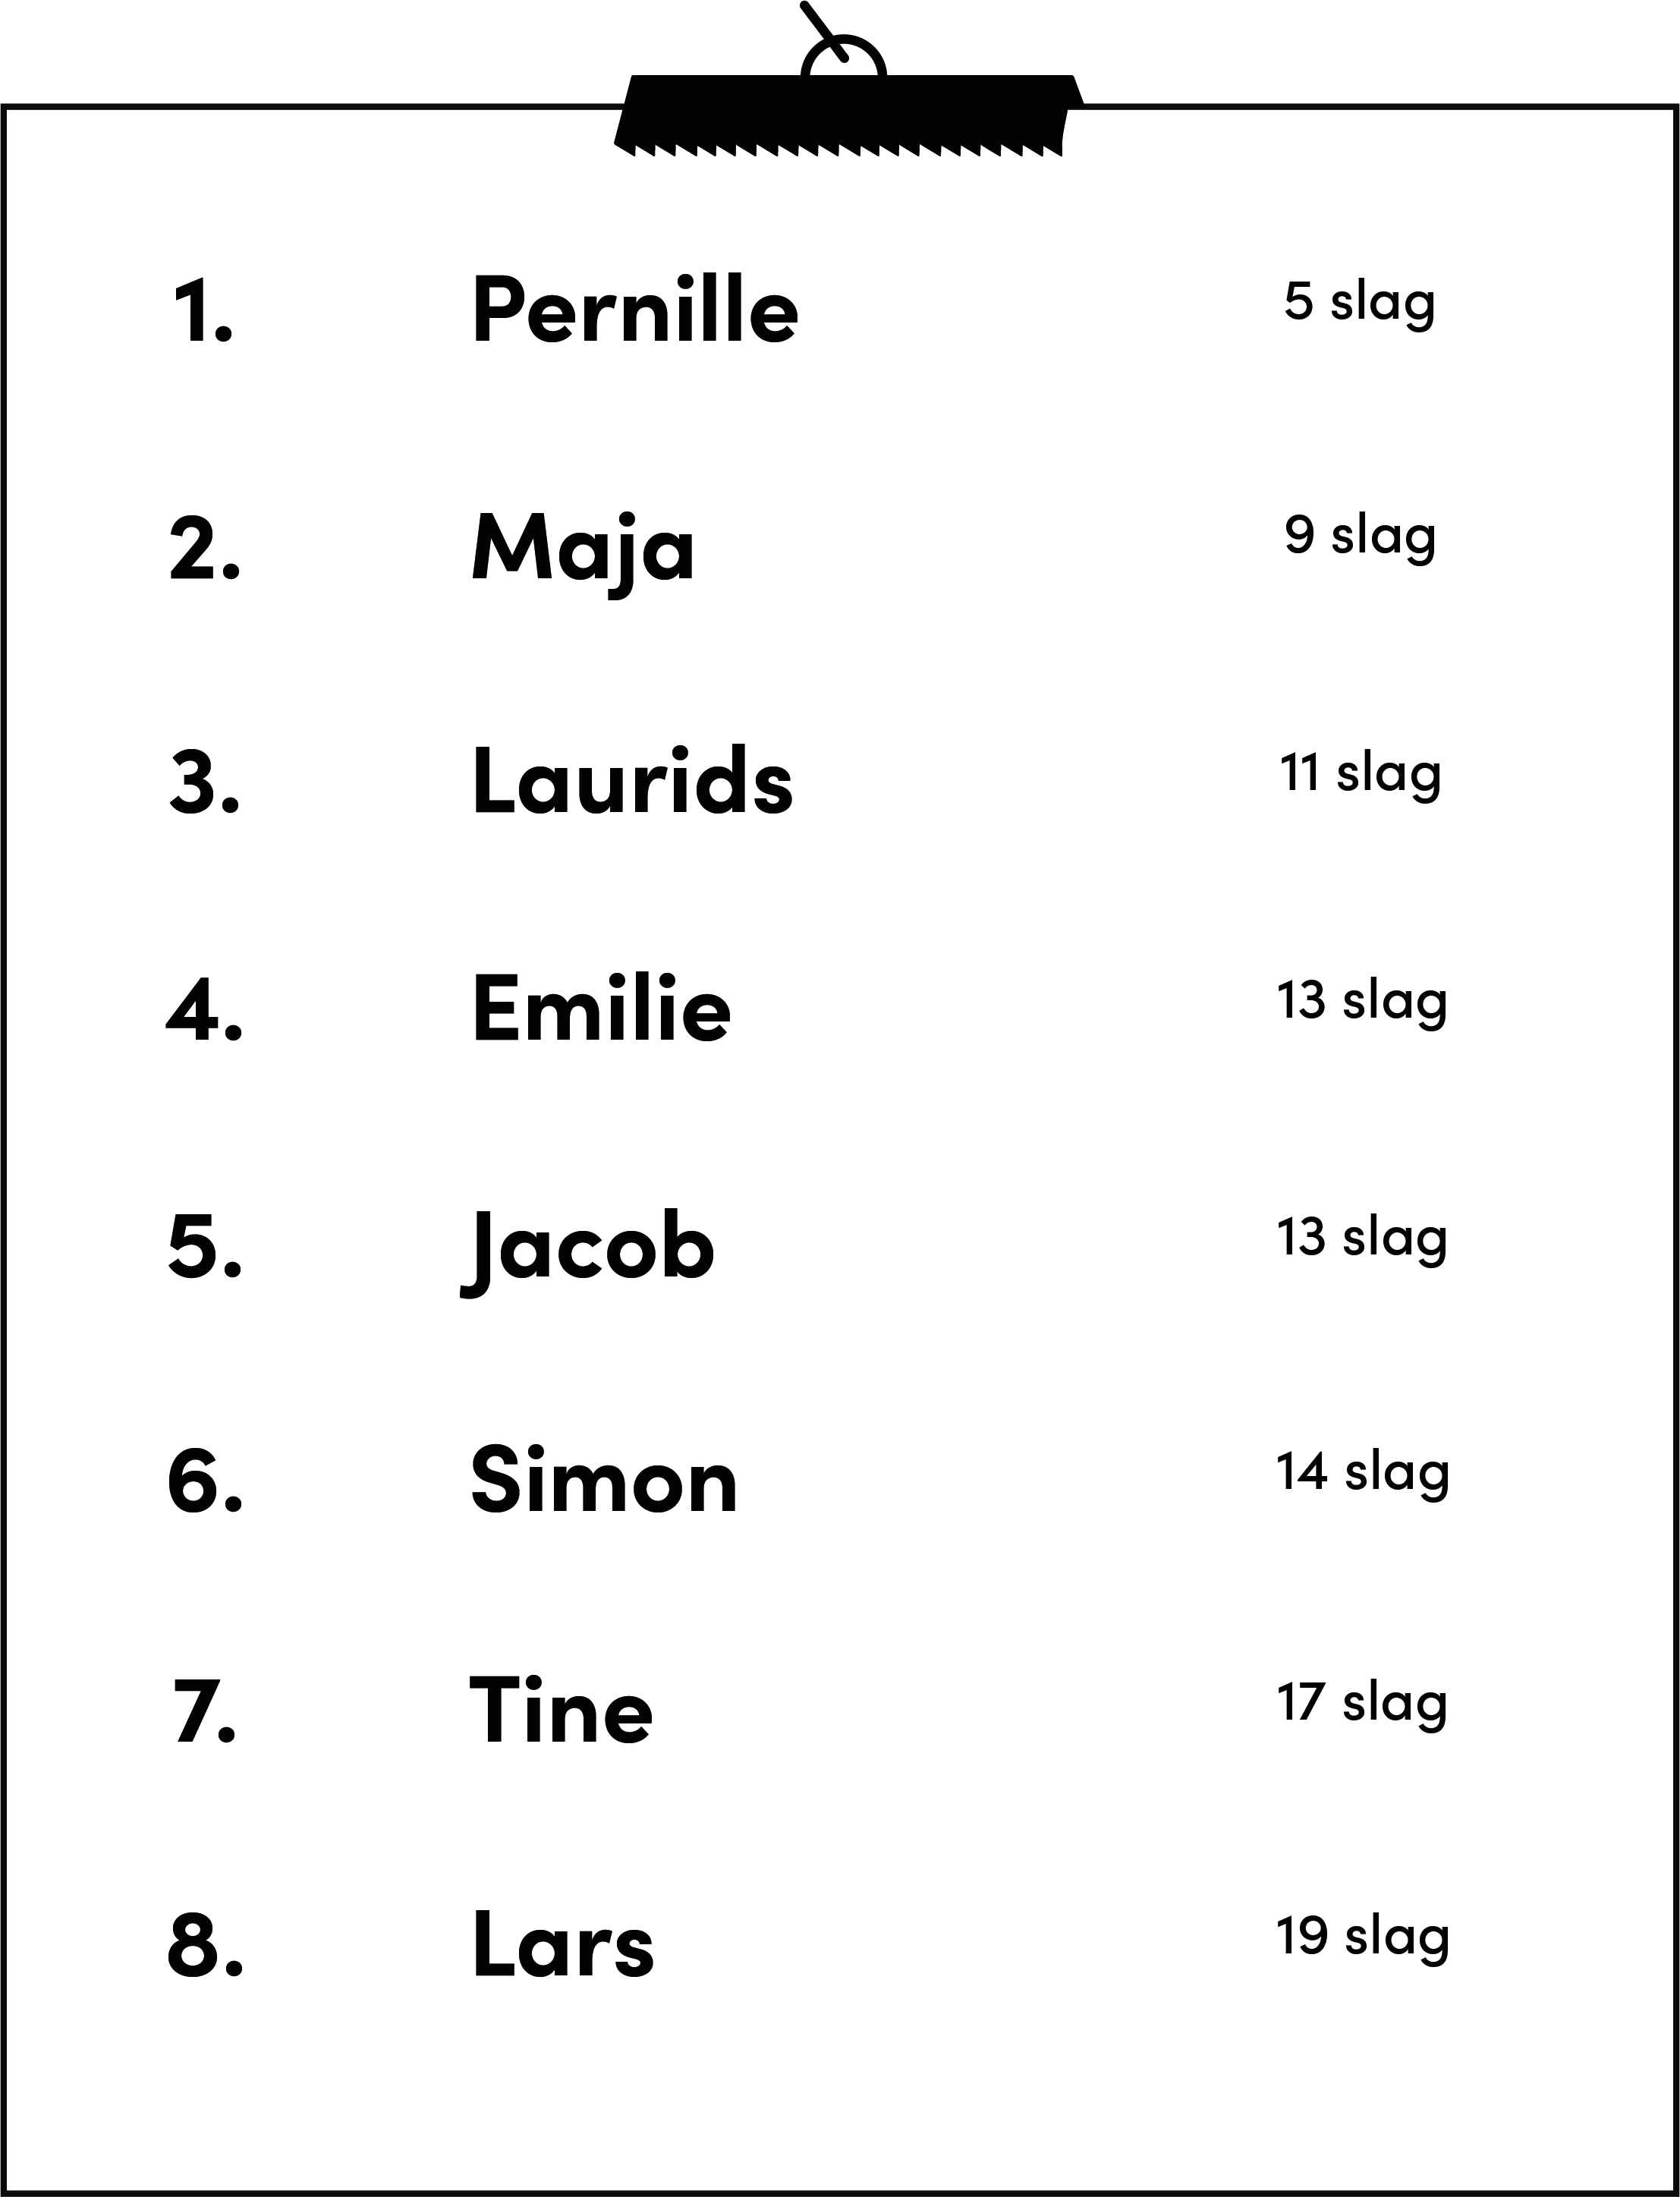 1. Pernille 5 slag
2. Maja 9 slag
3. Laurids 11 slag
4. Emilie 13 slag
5. Jacob 13 slag
6. Simon 14 slag
7. Tine 17 slag
8. Lars 19 slag